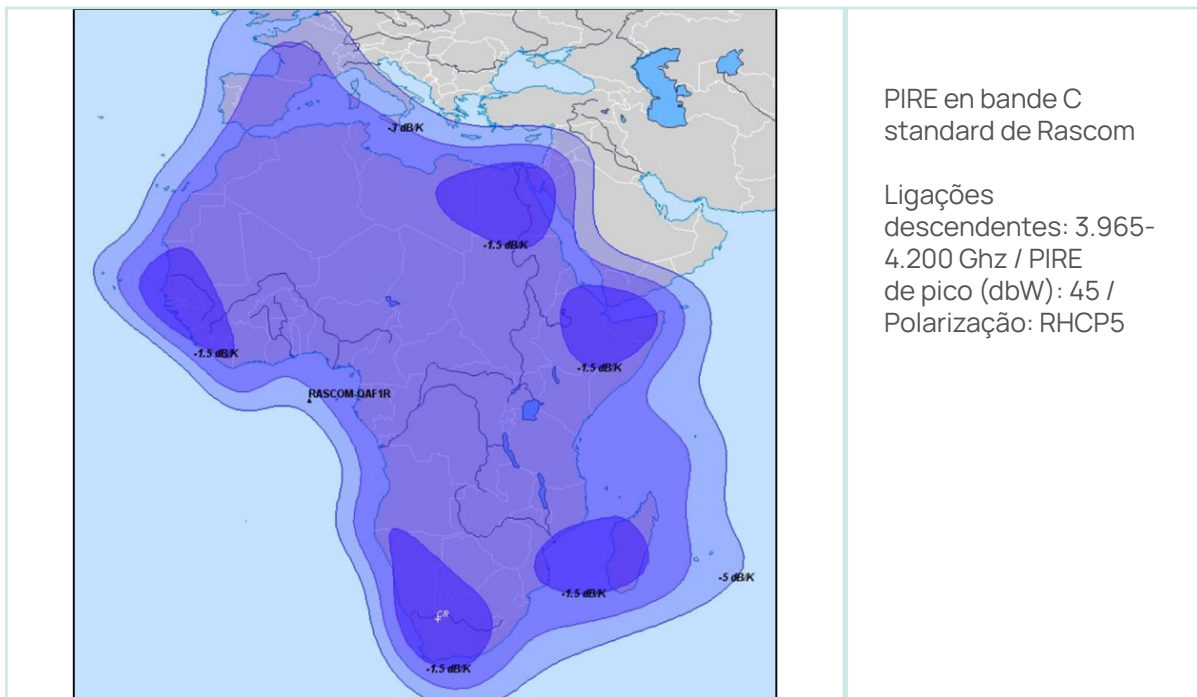 -3 dB/K
-1.5 dB/K
-1.5 dB/K
-1.5 dB/K
RASCOM-QAF1R
-5 dB/K
-1.5 dB/K
CR
-1.5 dB/K
PIRE en bande C
standard de Rascom
Ligações
descendentes: 3.965-
4.200 Ghz / PIRE
de pico (dbW): 45 /
Polarização: RHCP5